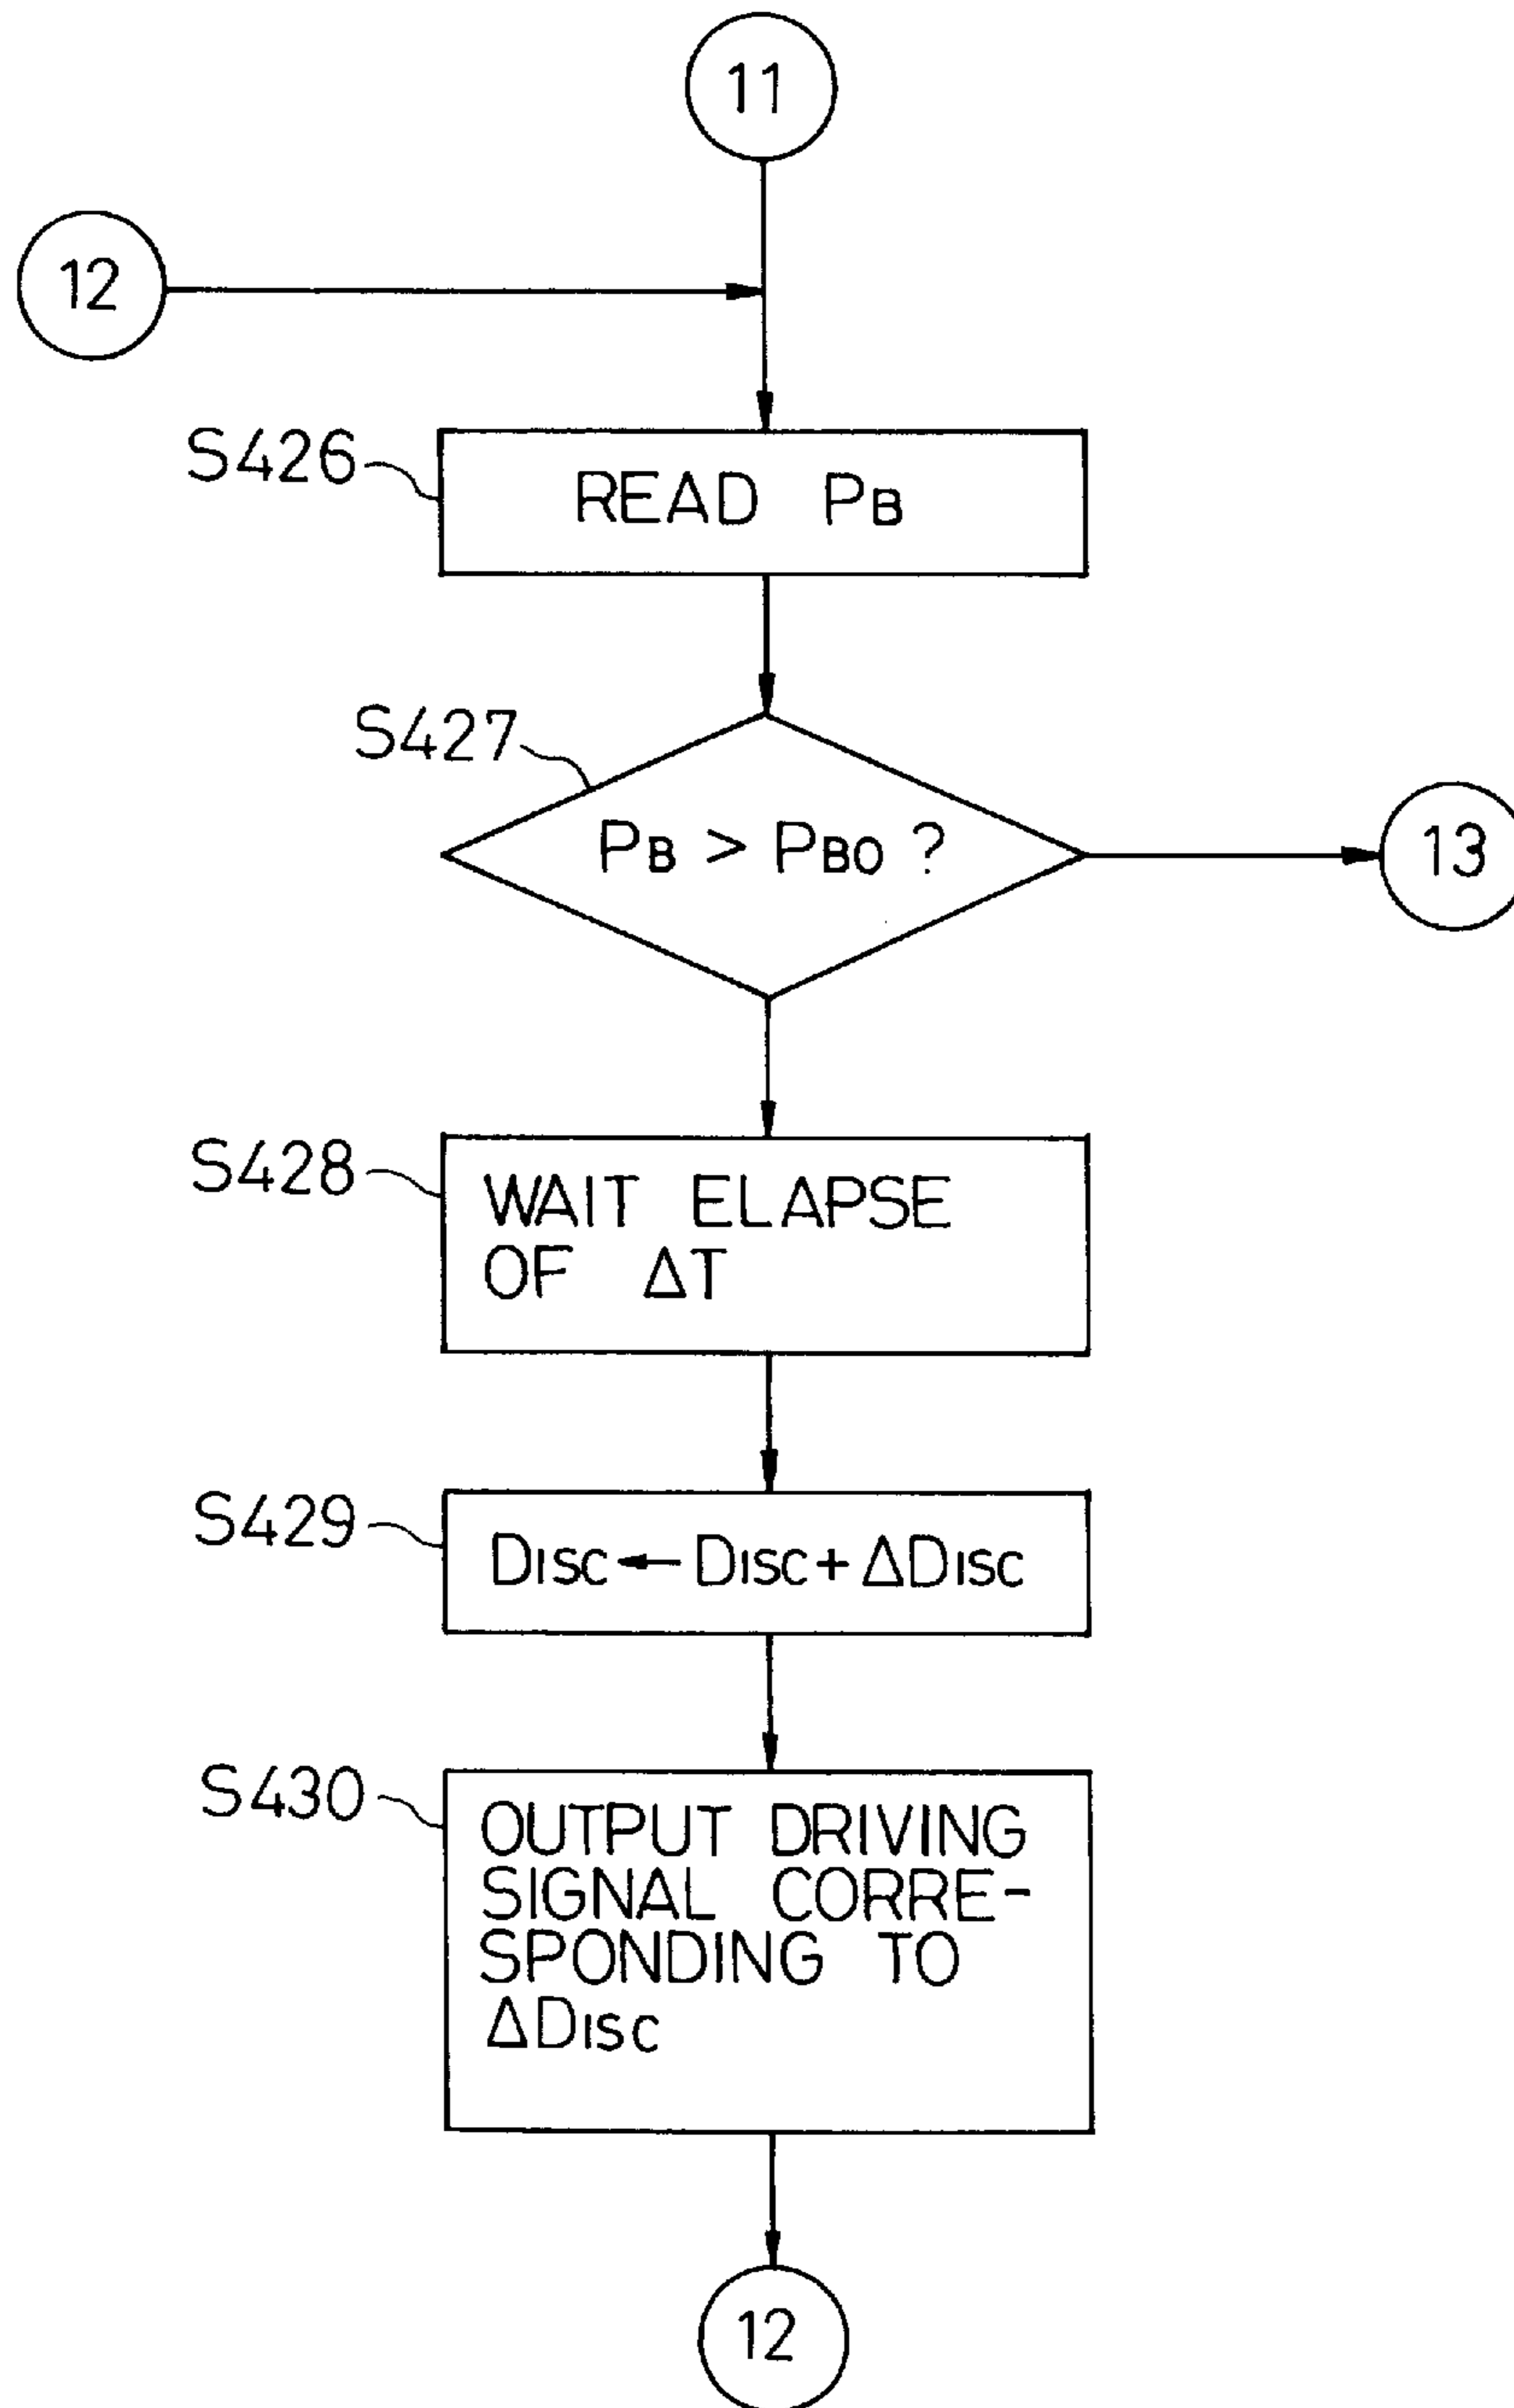 11
12
S426
READ PB
S427
PB > PBO ?
13
S428
WAIT ELAPSE
OF ΔT
S429
DISC ← DISC + ΔDISC
S430
OUTPUT DRIVING
SIGNAL CORRE-
SPONDING TO
ΔDISC
12